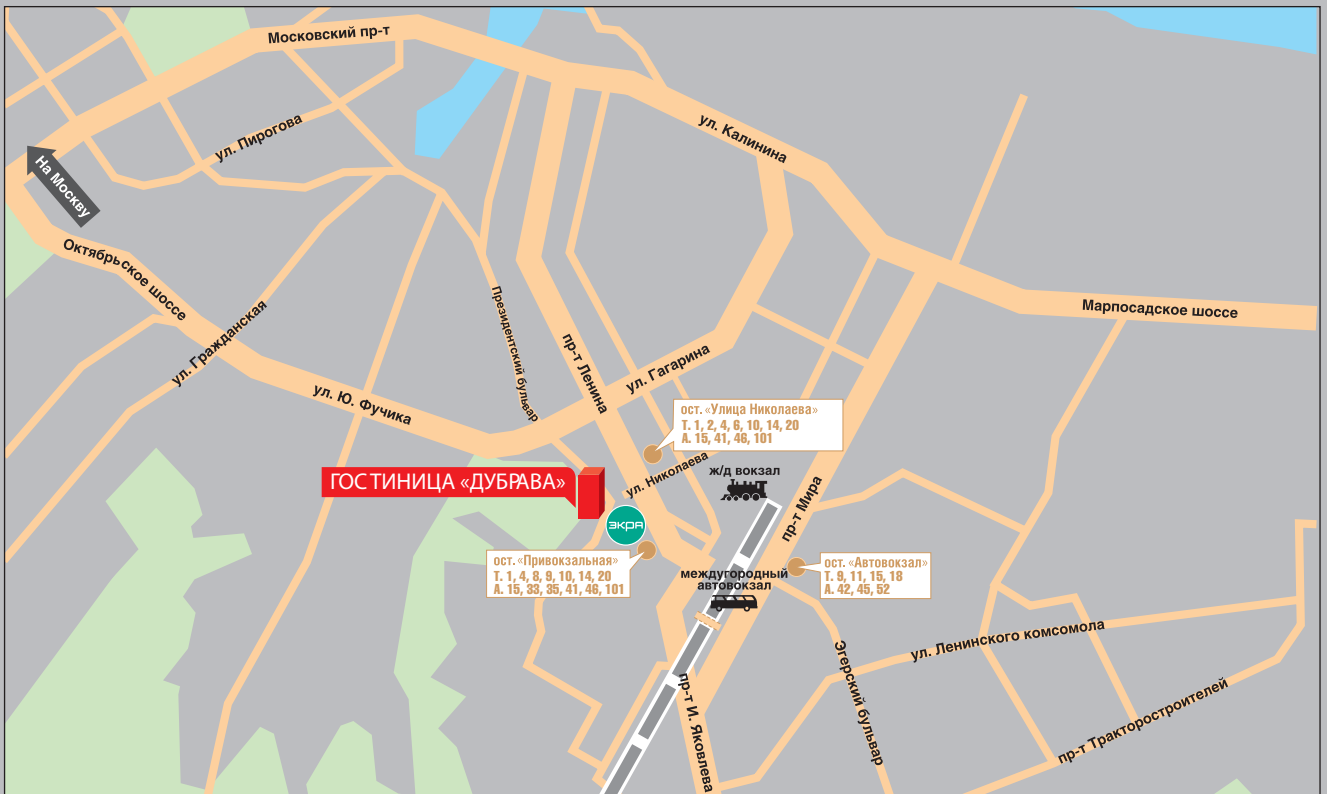 Московский пр-т
ул. Калинина
ул. Пирогова
На Москву
Октябрьское шоссе
Марпосадское шоссе
ул. Гражданская
Президентский бульвар
пр-т Ленина
ул. Гагарина
ул. Ю. Фучика
ост. «Улица Николаева»
Т. 1, 2, 4, 6, 10, 14, 20
А. 15, 41, 46, 101
ул. Николаева
ж/д вокзал
ГОСТИНИЦА «ДУБРАВА»
пр-т Мира
экра
ост. «Привокзальная»
Т. 1, 4, 8, 9, 10, 14, 20
А. 15, 33, 35, 41, 46, 101
междугородный
автовокзал
ост. «Автовокзал»
Т. 9, 11, 15, 18
А. 42, 45, 52
ул. Ленинского комсомола
Эгерский бульвар
пр-т И. Яковлева
пр-т Тракторостроителей